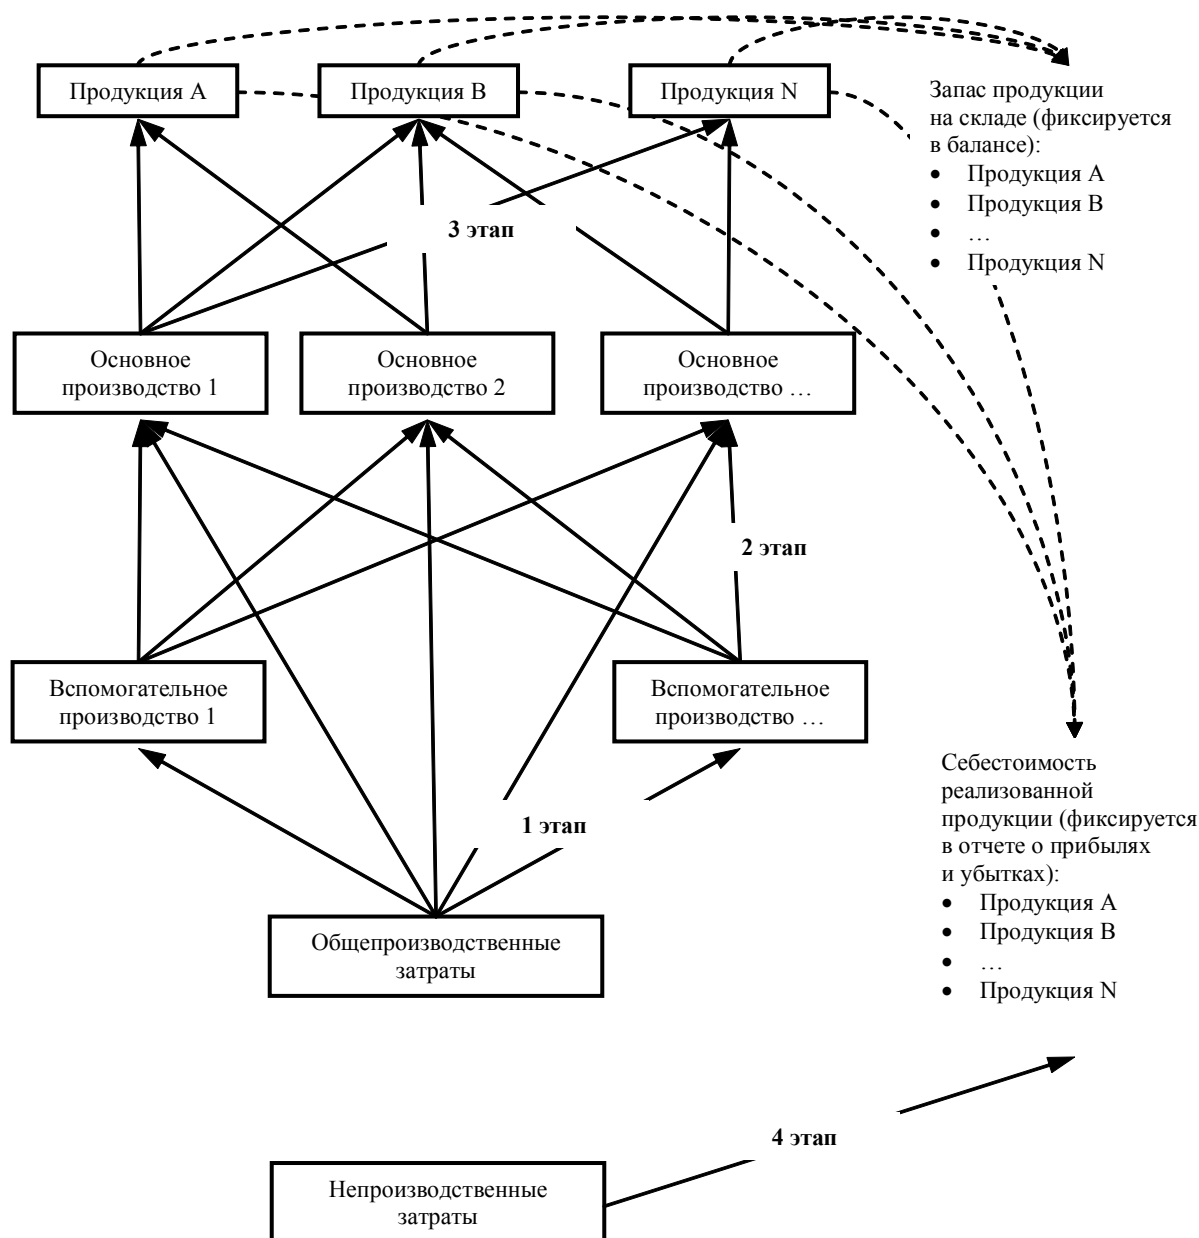 Продукция А
Продукция В
Продукция N
Запас продукции
на складе (фиксируется
в балансе):
• Продукция А
• Продукция В
• …
• Продукция N
3 этап
Основное
производство 1
Основное
производство 2
Основное
производство …
2 этап
Вспомогательное
производство 1
Вспомогательное
производство …
Себестоимость
реализованной
продукции (фиксируется
в отчете о прибылях
и убытках):
• Продукция А
• Продукция В
• …
• Продукция N
1 этап
Общепроизводственные
затраты
4 этап
Непроизводственные
затраты